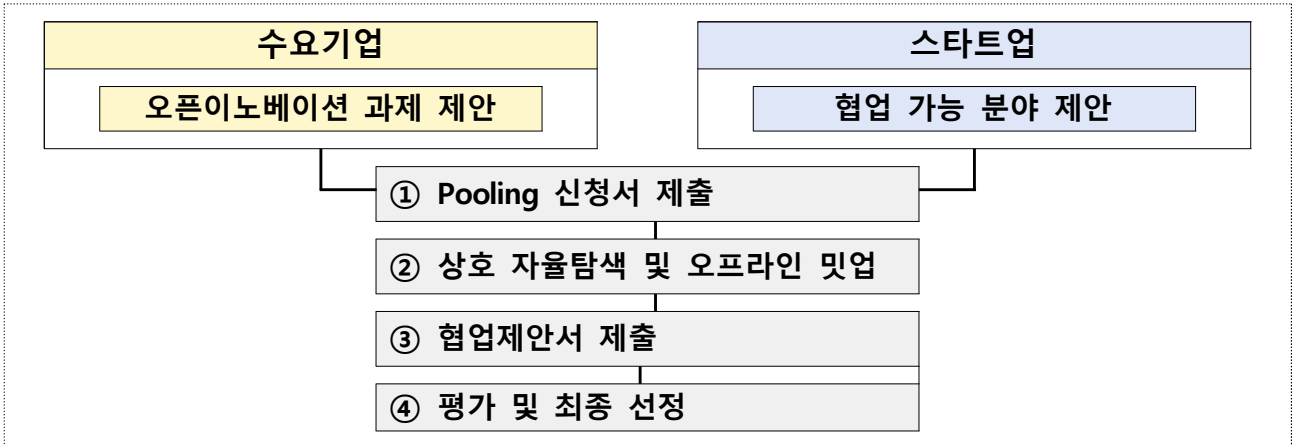 수요기업
스타트업
오픈이노베이션 과제 제안
협업 가능 분야 제안
① Pooling 신청서 제출
② 상호 자율탐색 및 오프라인 밋업
③ 협업제안서 제출
④ 평가 및 최종 선정